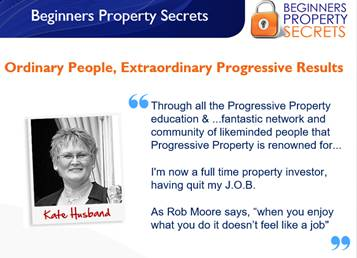 Beginners Property Secrets
BEGINNERS
PROPERTY
SECRETS
Ordinary People, Extraordinary Progressive Results
“Through all the Progressive Property
education & ...fantastic network and
community of likeminded people that
Progressive Property is renowned for...
I'm now a full time property investor,
having quit my J.O.B.
As Rob Moore says, “when you enjoy
what you do it doesn’t feel like a job"
”
Kate Husband